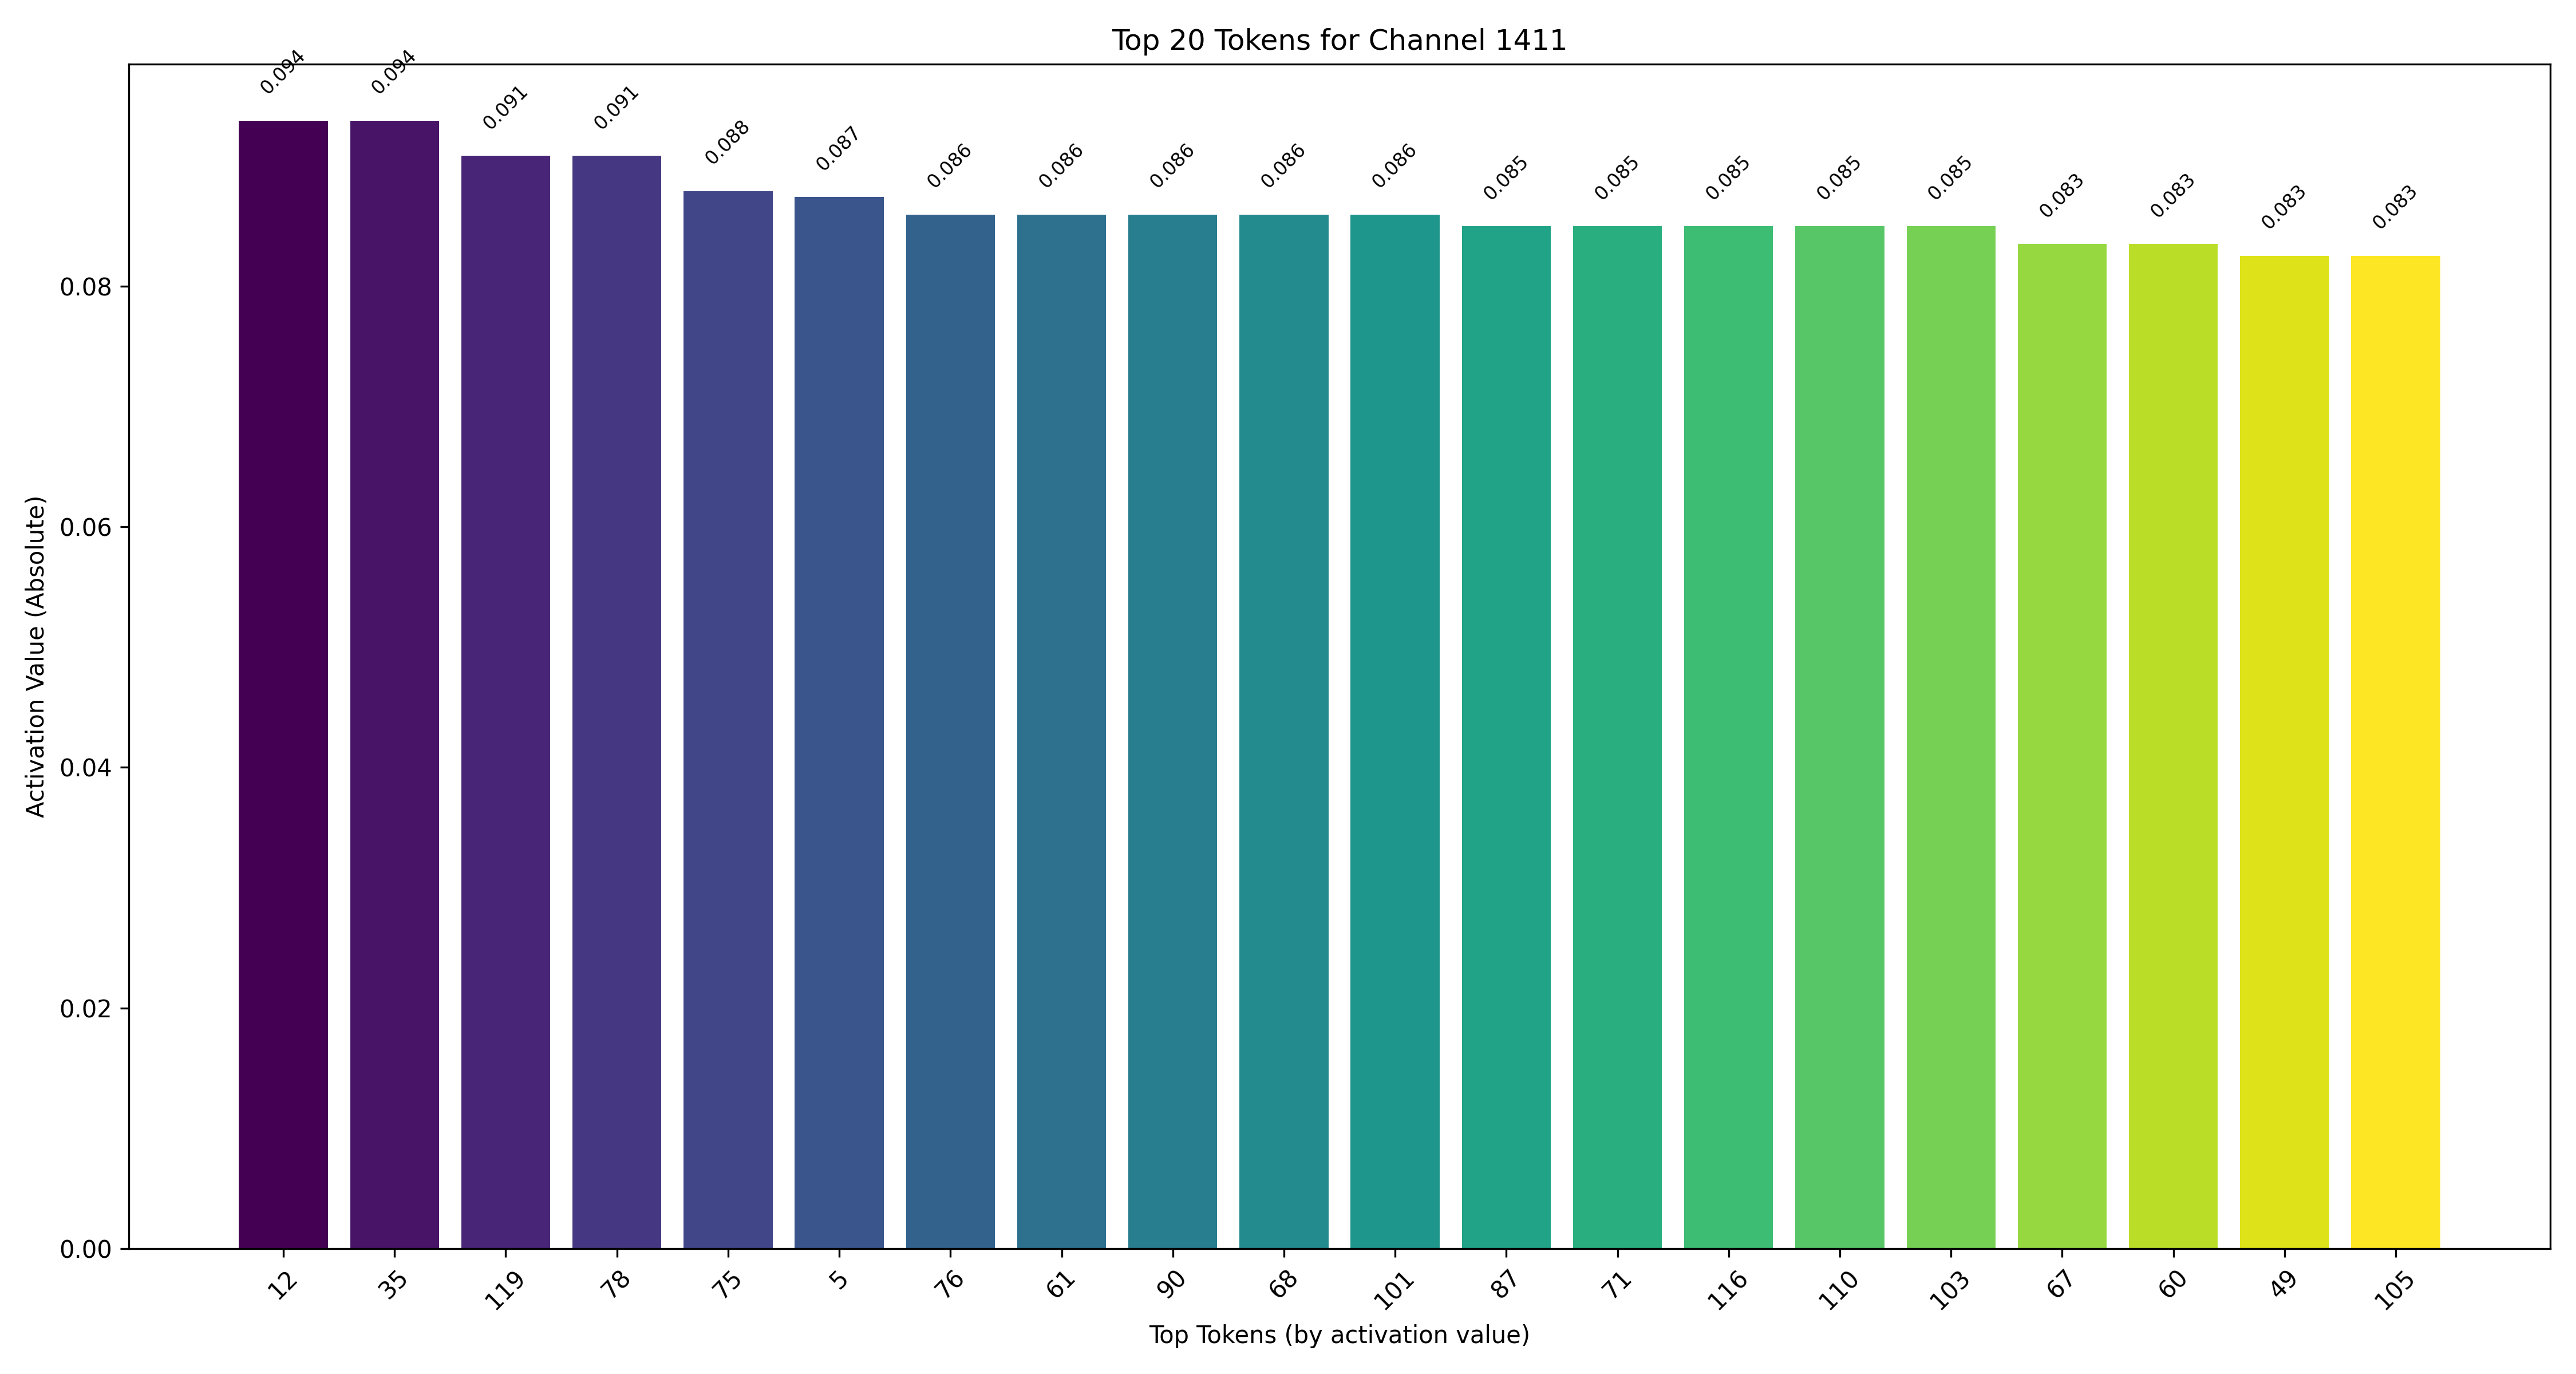 Top 20 Tokens for Channel 1411
0.094 0.094 0.091 0.091 0.088 0.087 0.086 0.086 0.086 0.086 0.086 0.085 0.085 0.085 0.085 0.085 0.083 0.083 0.083 0.083
Activation Value (Absolute)
0.08
0.06
0.04
0.02
0.00
12 35 119 78 75 5 76 61 90 68 101 87 71 116 110 103 67 60 49 105
Top Tokens (by activation value)